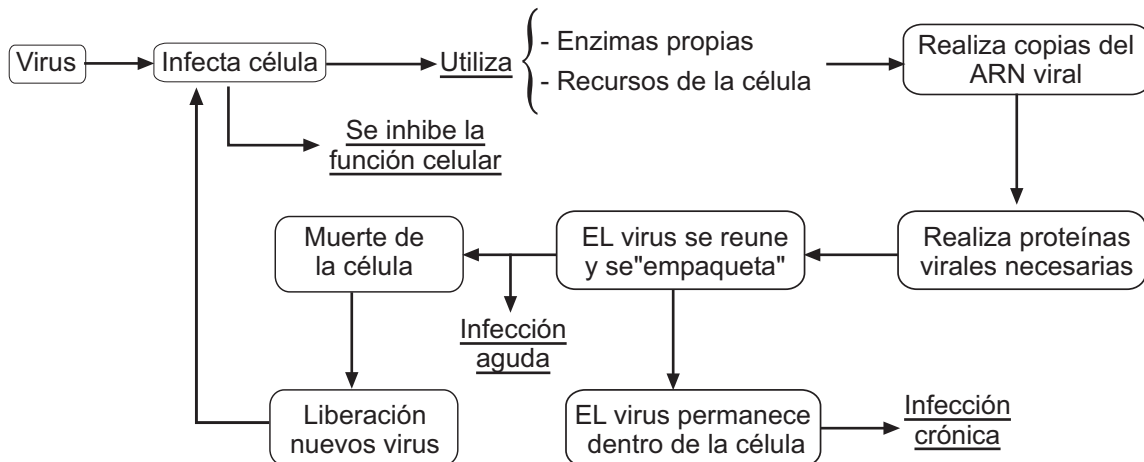 Virus
Infecta célula
Utiliza
- Enzimas propias
- Recursos de la célula
Realiza copias del
ARN viral
Se inhibe la
función celular
Realiza proteínas
virales necesarias
EL virus se reune
y se"empaqueta"
Muerte de
la célula
Infección
aguda
Liberación
nuevos virus
EL virus permanece
dentro de la célula
Infección
crónica